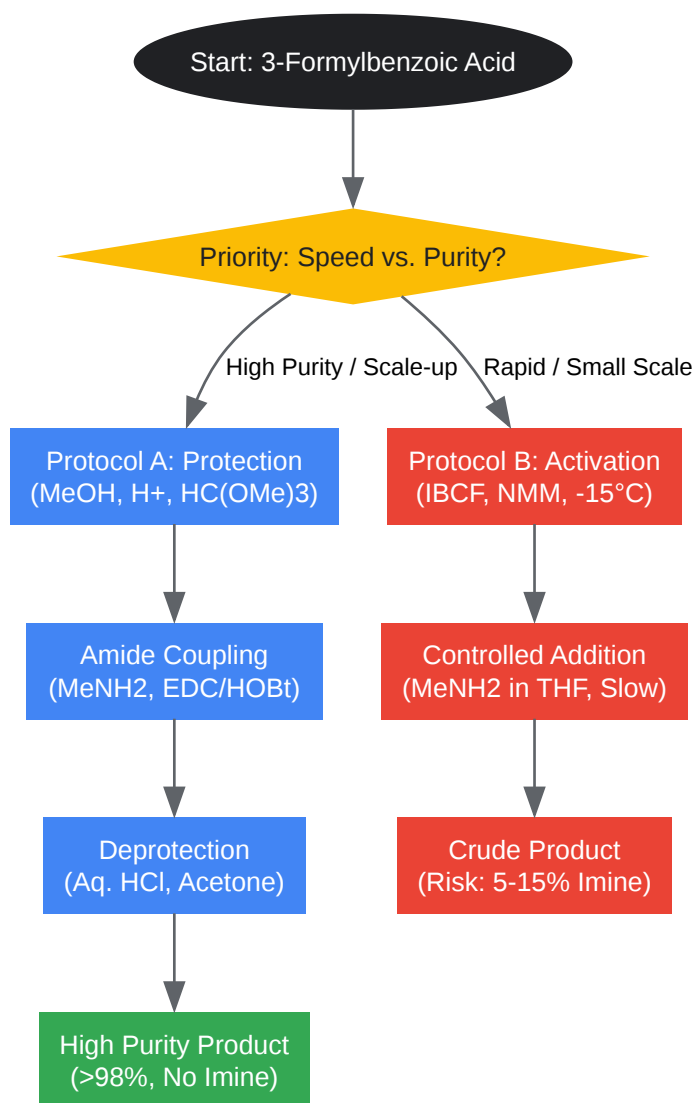 Start: 3-Formylbenzoic Acid
Priority: Speed vs. Purity?
High Purity / Scale-up
Rapid / Small Scale
Protocol A: Protection
(MeOH, H+, HC(OMe)3)
Protocol B: Activation
(IBCF, NMM, -15°C)
Amide Coupling
(MeNH2, EDC/HOBt)
Controlled Addition
(MeNH2 in THF, Slow)
Deprotection
(Aq. HCl, Acetone)
Crude Product
(Risk: 5-15% Imine)
High Purity Product
(>98%, No Imine)